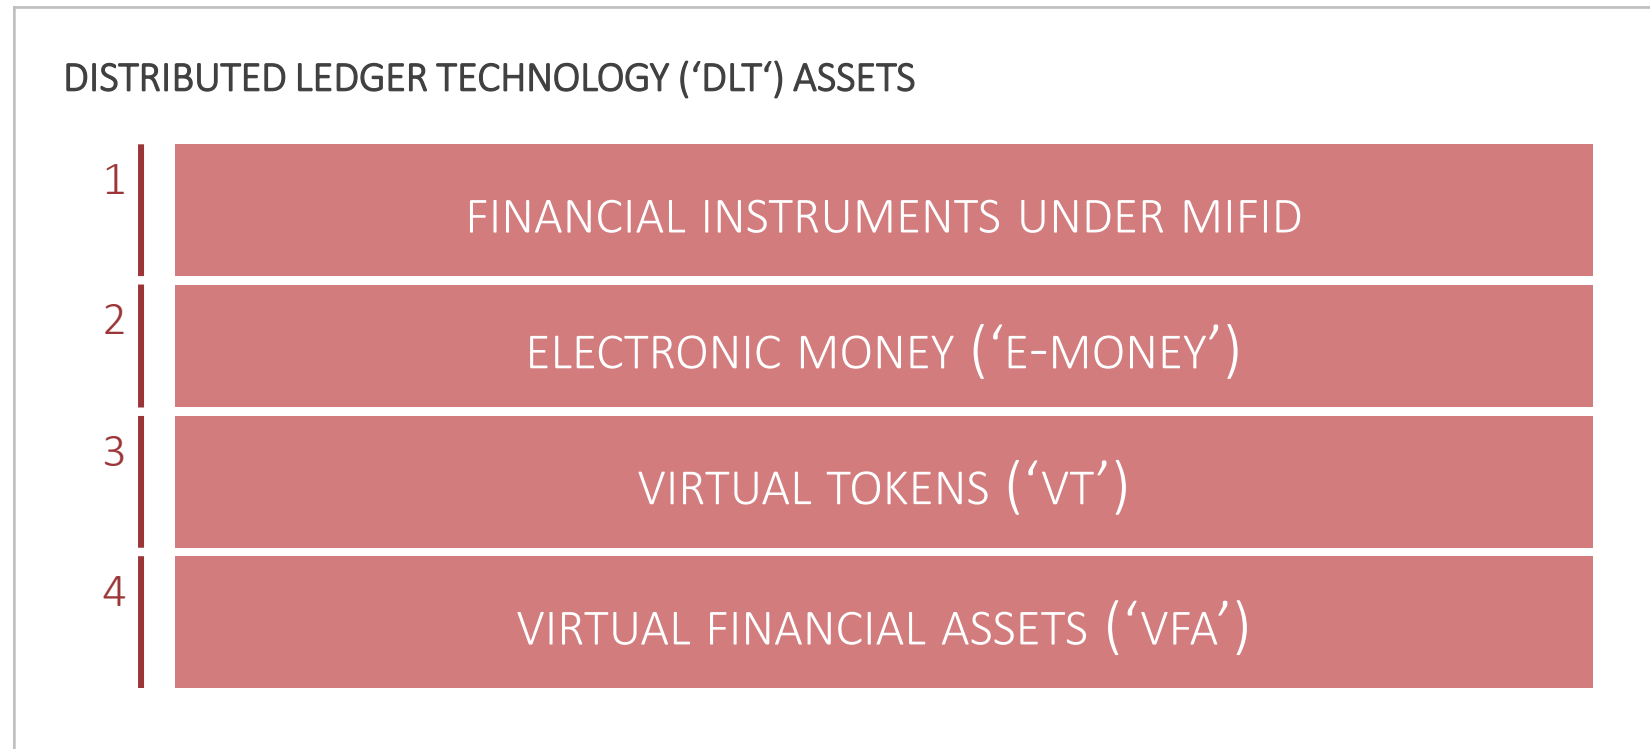 DISTRIBUTED LEDGER TECHNOLOGY (‘DLT‘) ASSETS
1
FINANCIAL INSTRUMENTS UNDER MIFID
2
ELECTRONIC MONEY (‘E-MONEY’)
3
VIRTUAL TOKENS (‘VT’)
4
VIRTUAL FINANCIAL ASSETS (‘VFA’)